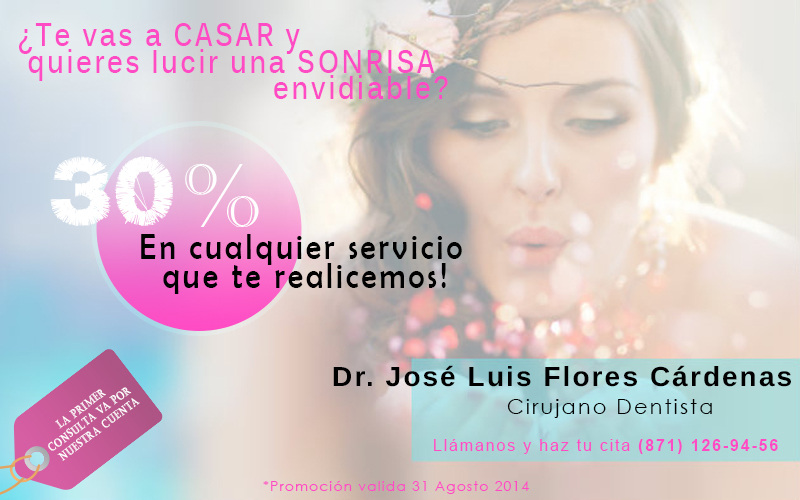 ¿Te vas a CASAR y
quieres lucir una SONRISA
envidiable?
30%
En cualquier servicio
que te realicemos!
LA PRIMER
CONSULTA VA POR
NUESTRA CUENTA
Dr. José Luis Flores Cárdenas
Cirujano Dentista
Llámanos y haz tu cita (871) 126-94-56
*Promoción valida 31 Agosto 2014